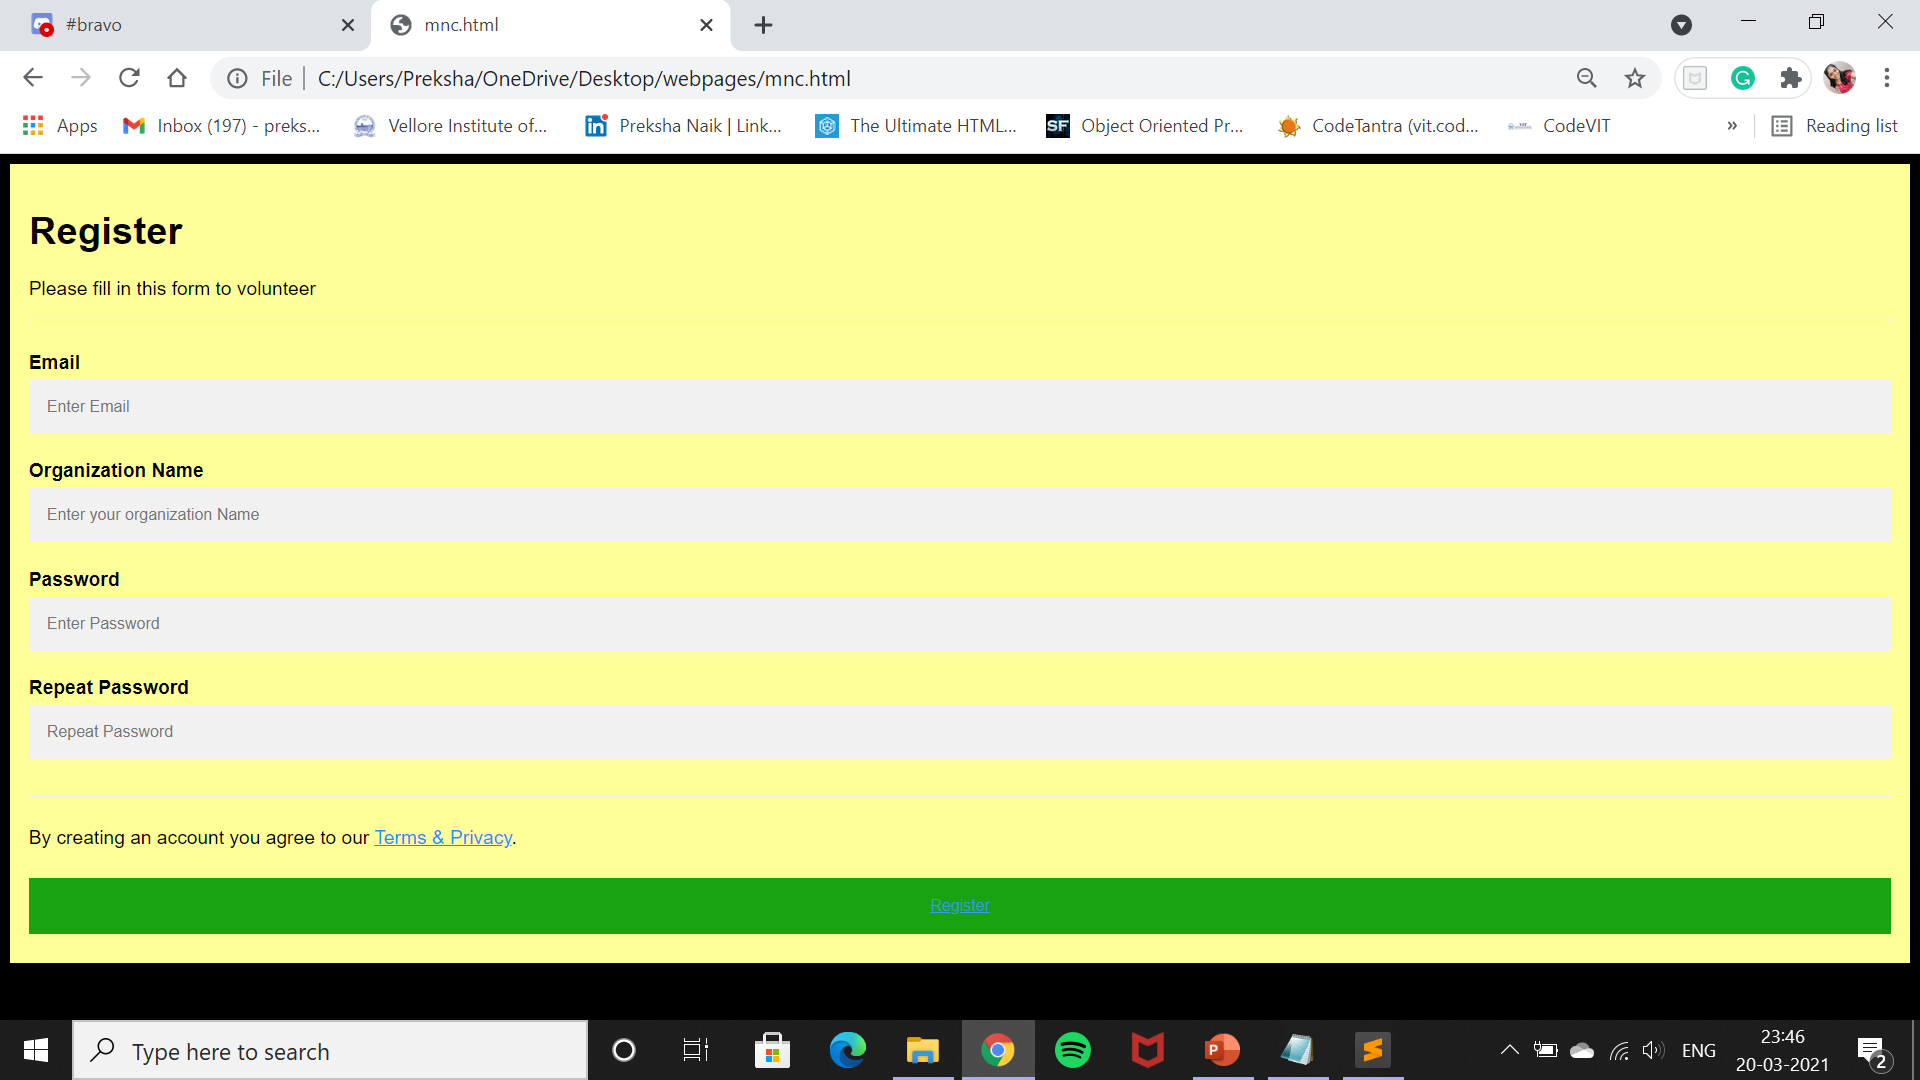 #bravo
mnc.html
File
C:/Users/Preksha/OneDrive/Desktop/webpages/mnc.html
Apps
Inbox (197) - preks...
Vellore Institute of...
Preksha Naik | Link...
The Ultimate HTML...
SF
Object Oriented Pr...
CodeTantra (vit.cod...
CodeVIT
»
Reading list
Register
Please fill in this form to volunteer
Email
Enter Email
Organization Name
Enter your organization Name
Password
Enter Password
Repeat Password
Repeat Password
By creating an account you agree to our Terms & Privacy.
Register
Type here to search
ENG
23:46
20-03-2021
2